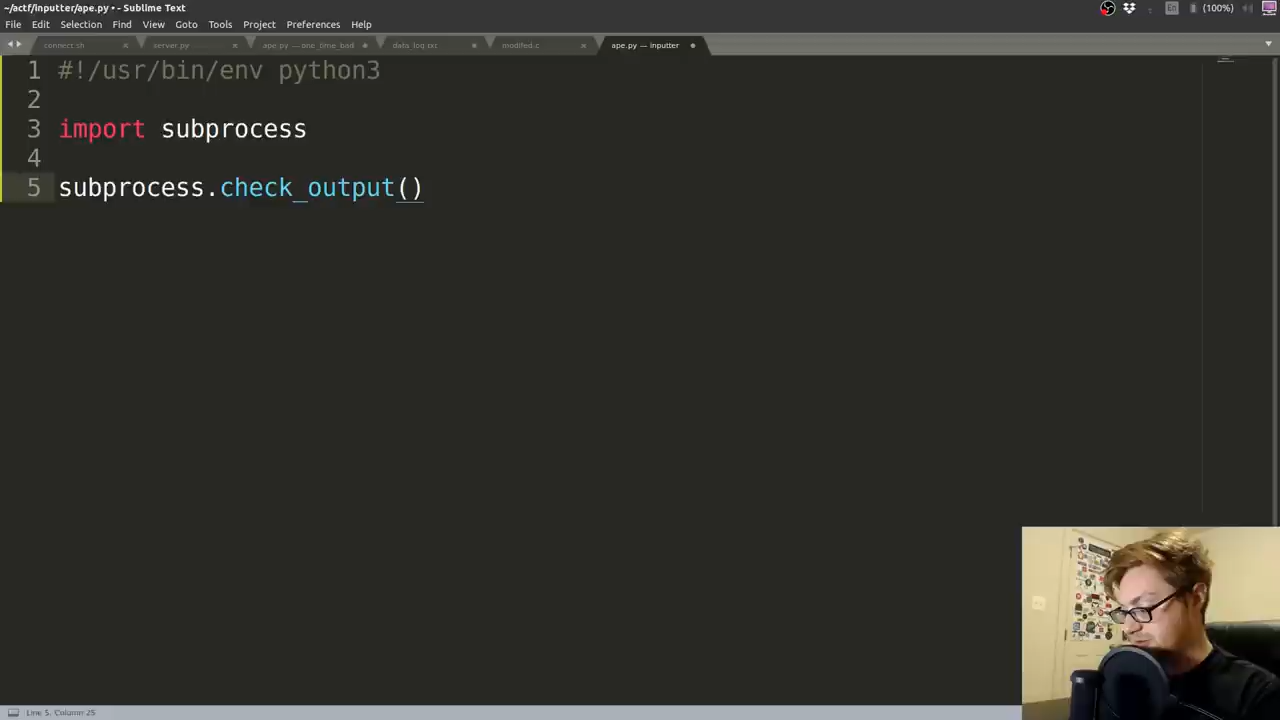 ~/actf/inputter/ape.py • - Sublime Text
(100%)
En
File Edit Selection Find View Goto Tools Project Preferences Help
connect.sh × server.py × ape.py — one_time_bad data_log.txt modified.c × ape.py — inputter
1 #!/usr/bin/env python3
2
3 import subprocess
4
5 subprocess.check_output()
Line 5, Column 25